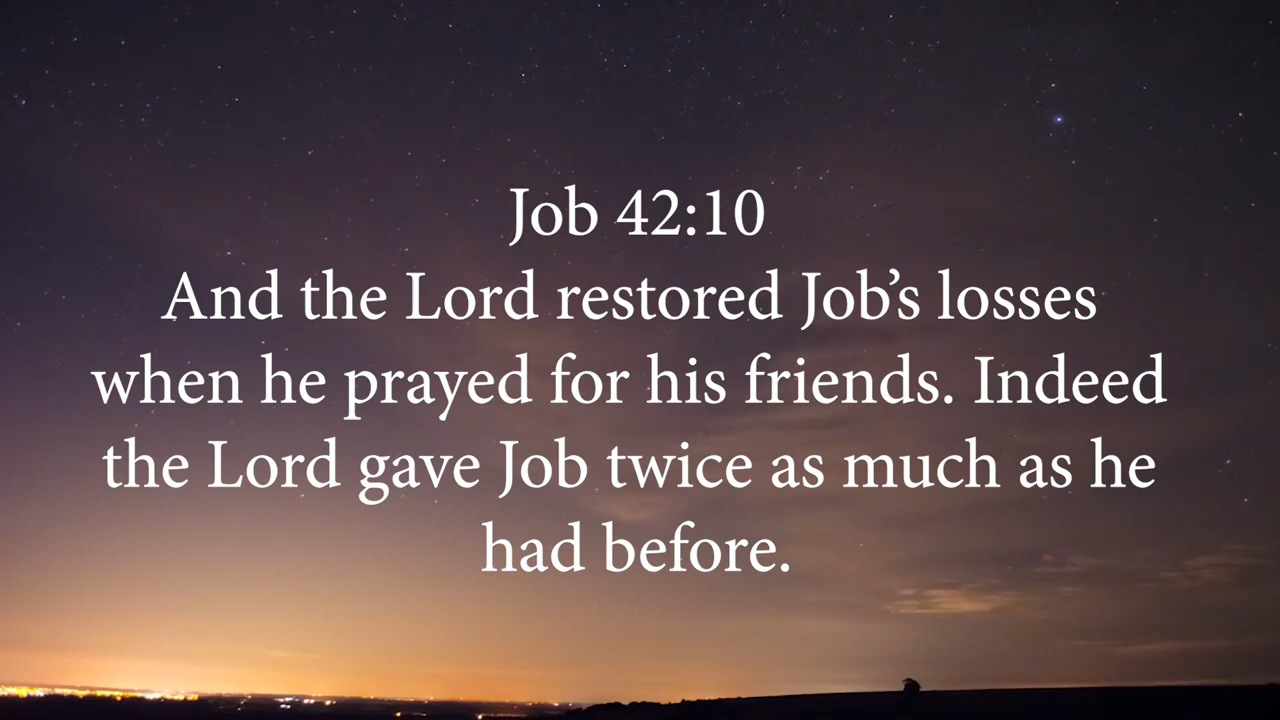 Job 42:10
And the Lord restored Job’s losses
when he prayed for his friends. Indeed
the Lord gave Job twice as much as he
had before.